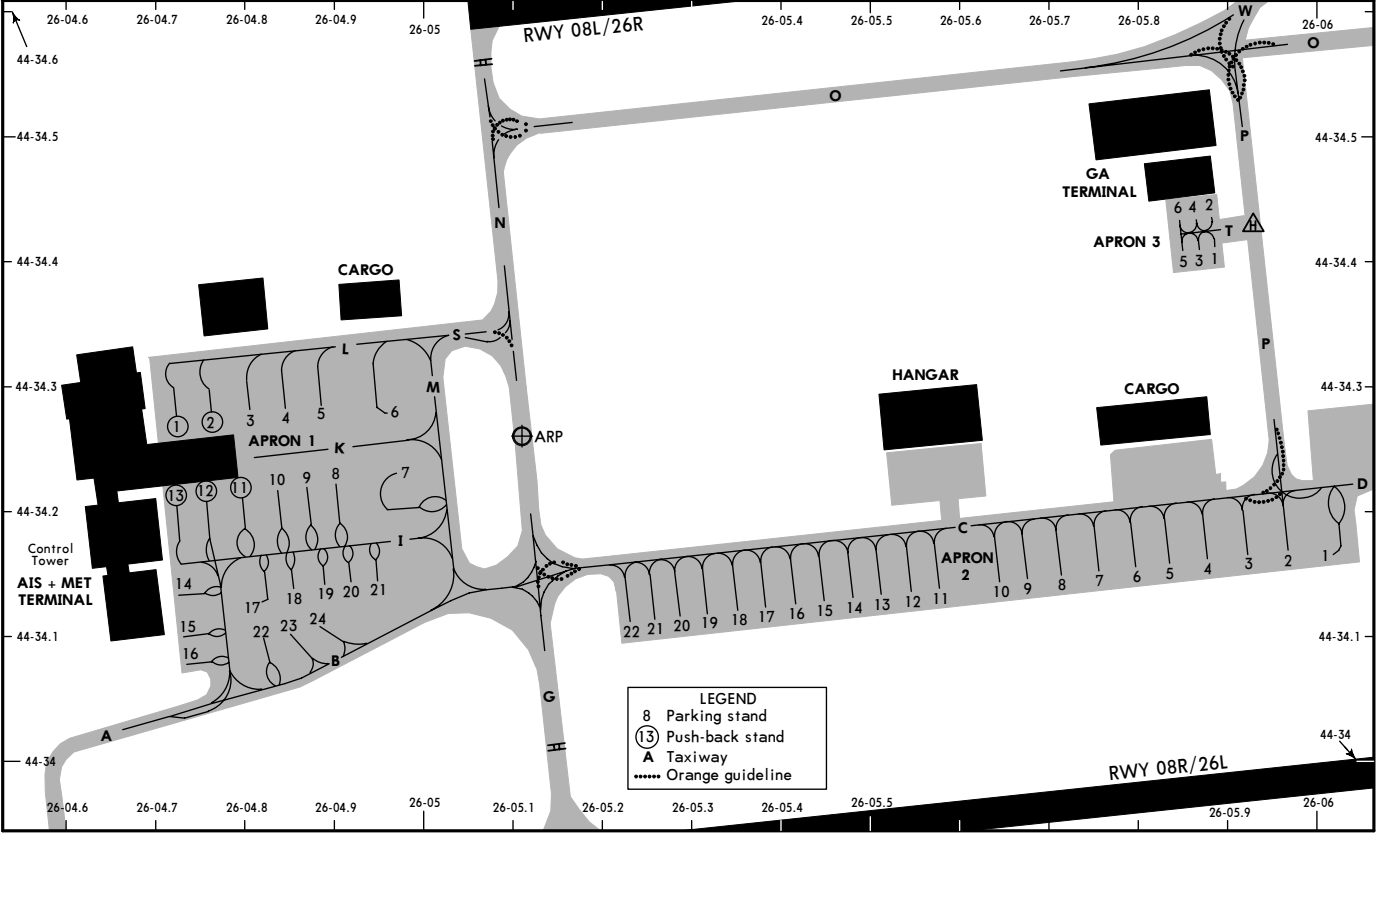 26-04.6
26-04.7
26-04.8
26-04.9
26-05
RWY 08L/26R
26-05.4
26-05.5
26-05.6
26-05.7
26-05.8
W
26-06
44-34.6
H
O
O
44-34.5
P
44-34.5
GA
TERMINAL
6 4 2
N
T
H
APRON 3
5 3 1
44-34.4
44-34.4
CARGO
L
S
P
M
HANGAR
CARGO
44-34.3
44-34.3
1
2
3
4
5
6
APRON 1
K
ARP
13
12
11
10
9
8
7
D
44-34.2
44-34.2
C
I
APRON
2
Control
Tower
AIS + MET
TERMINAL
14
15
16
17
18
19
20
21
22
23
24
B
22
21
20
19
18
17
16
15
14
13
12
11
10
9
8
7
6
5
4
3
2
1
44-34.1
44-34.1
G
A
H
LEGEND
8 Parking stand
13 Push-back stand
A Taxiway
Orange guideline
44-34
44-34
RWY 08R/26L
26-04.6
26-04.7
26-04.8
26-04.9
26-05
26-05.1
26-05.2
26-05.3
26-05.4
26-05.5
26-05.9
26-06